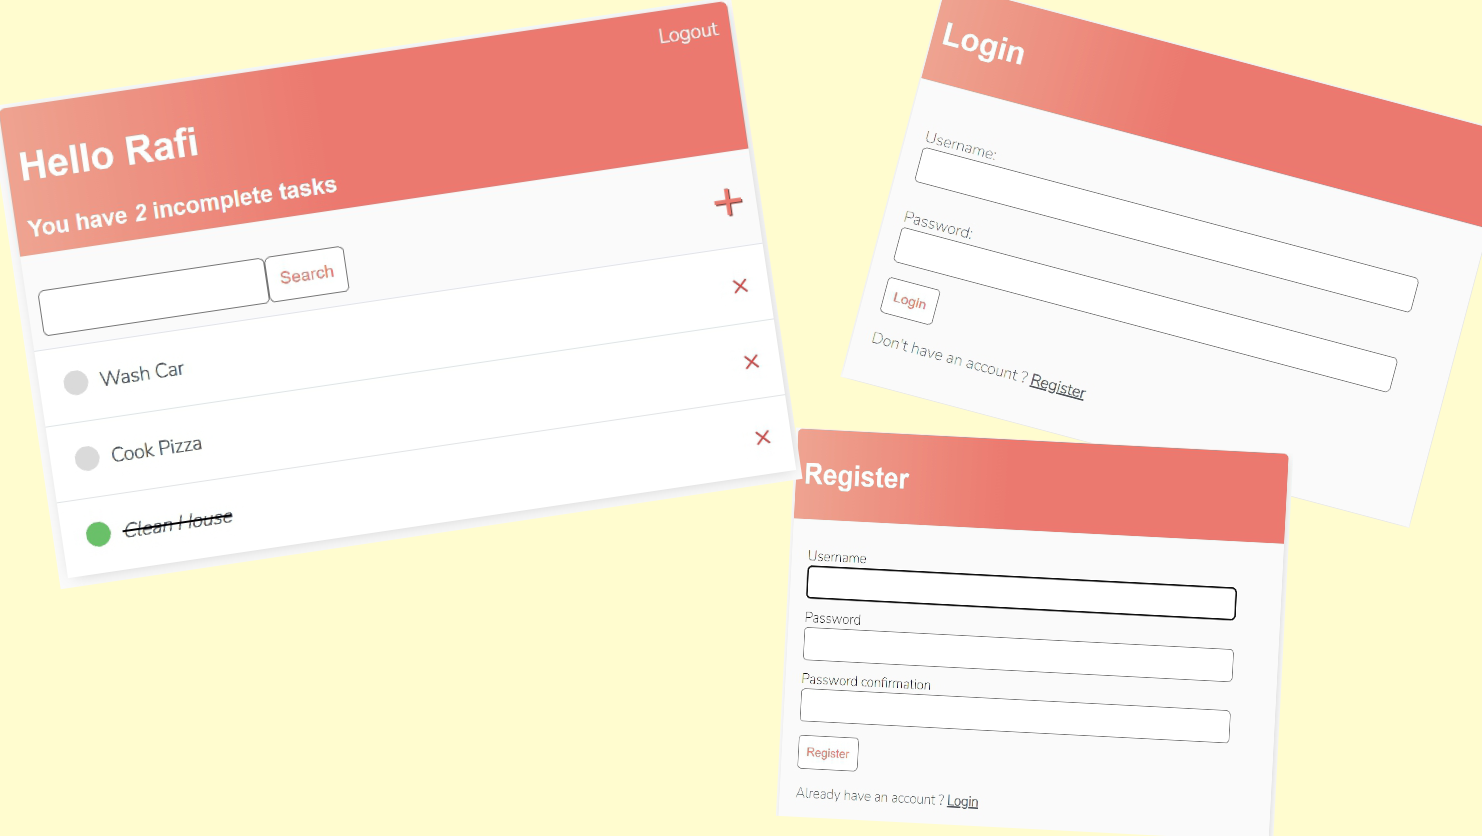 Logout
Hello Rafi
You have 2 incomplete tasks
Search
Wash Car
Cook Pizza
Clean House
Login
Username:
Password:
Login
Don't have an account ? Register
Register
Username
Password
Password confirmation
Register
Already have an account ? Login